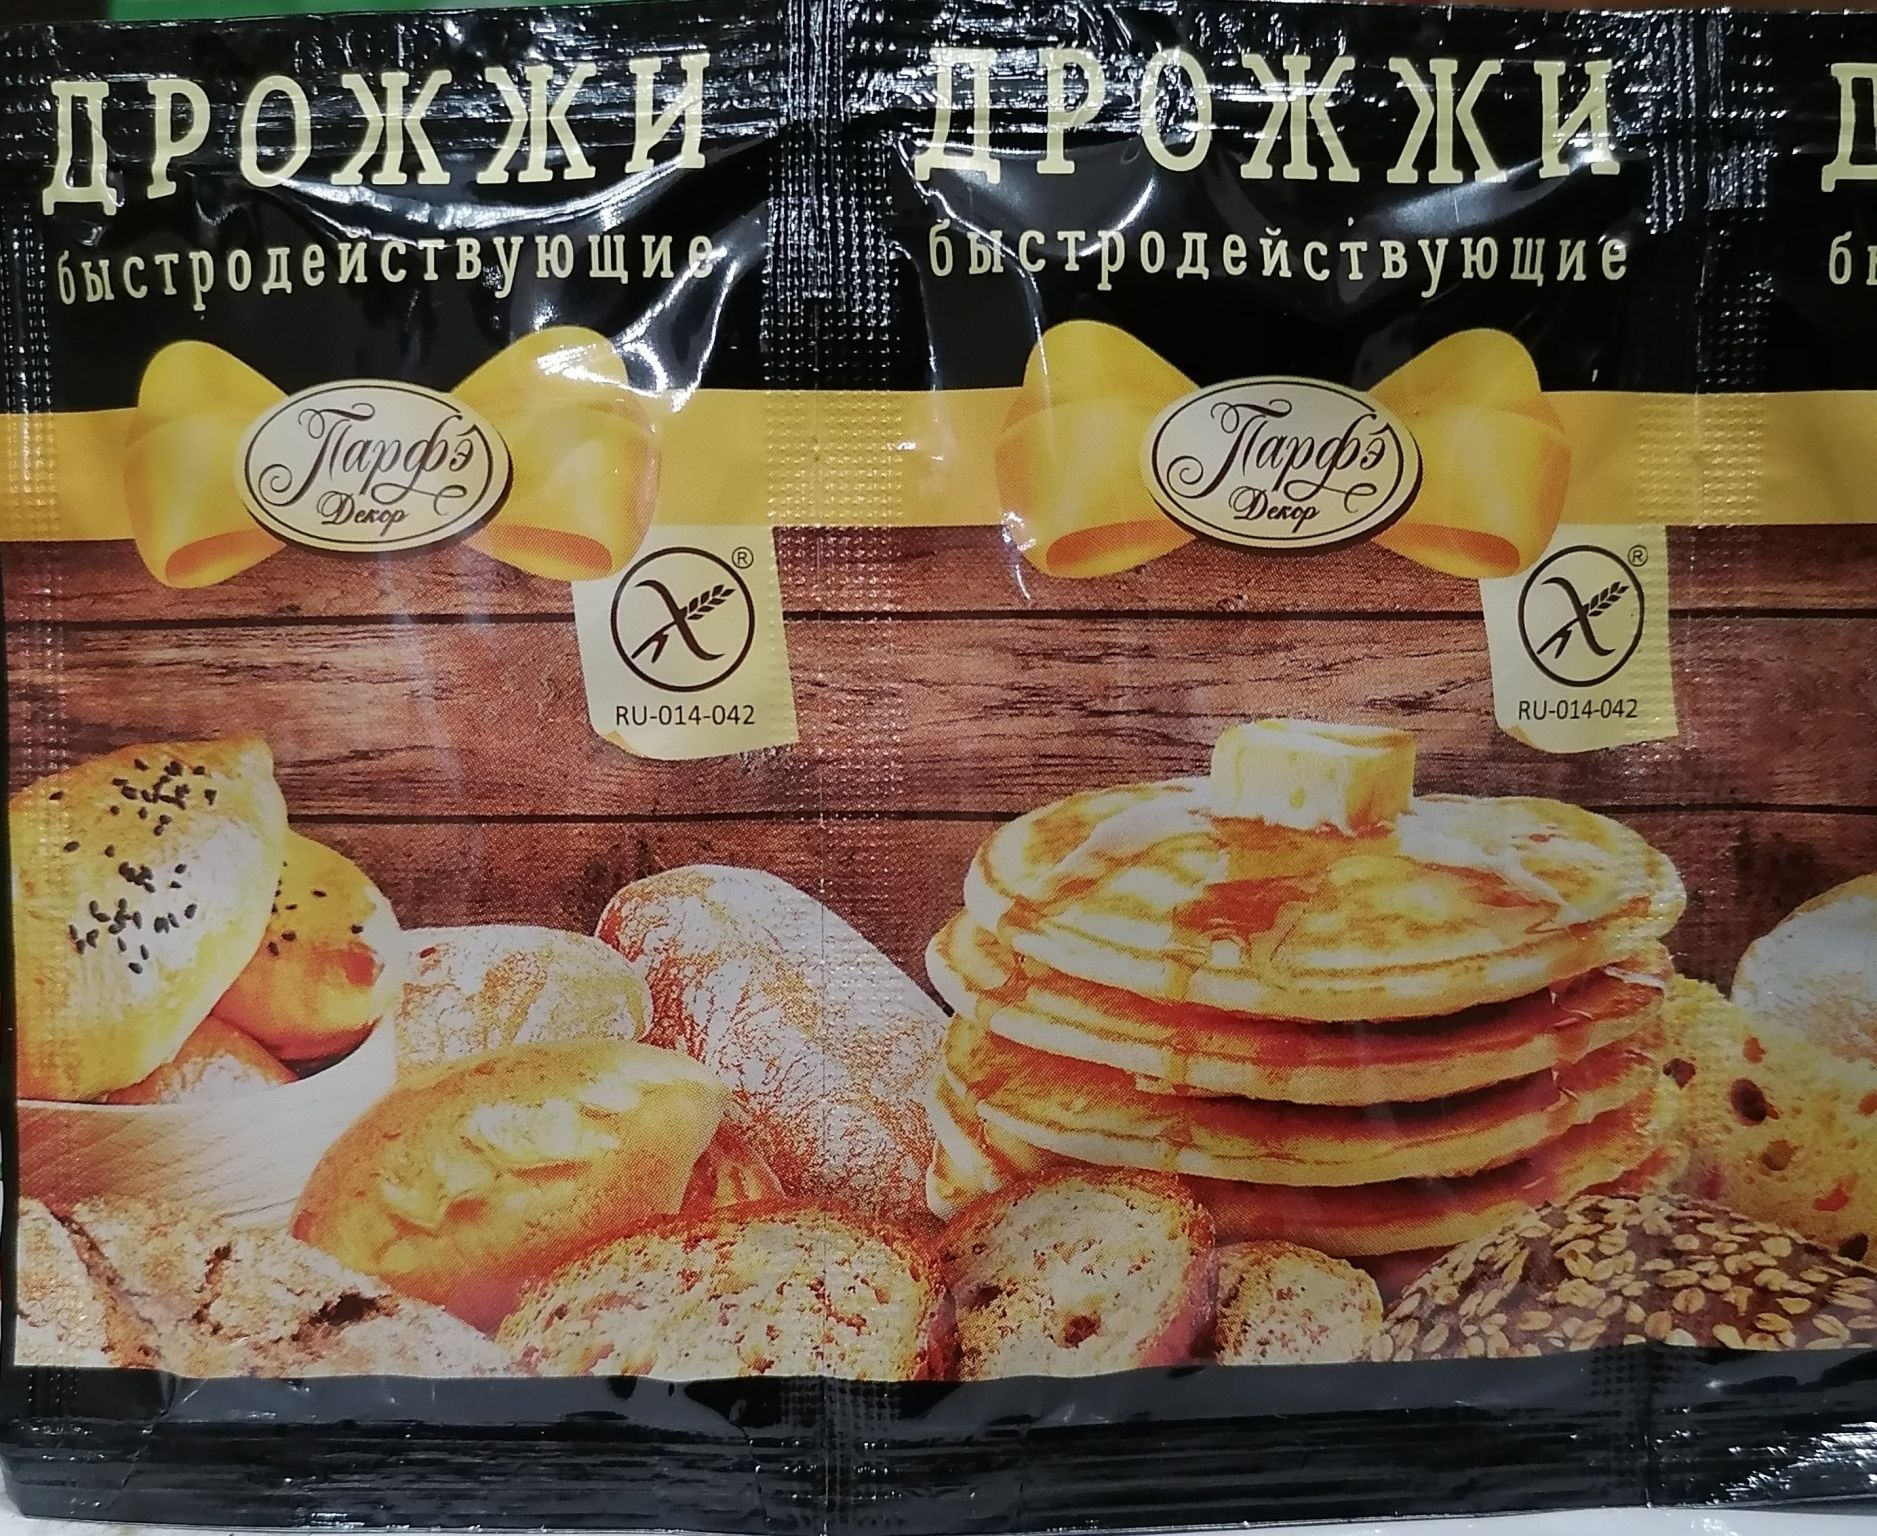 ДРОЖЖИ
быстродействующие
Парфэ
Декор
®
RU-014-042
ДРОЖЖИ
быстродействующие
Парфэ
Декор
®
RU-014-042